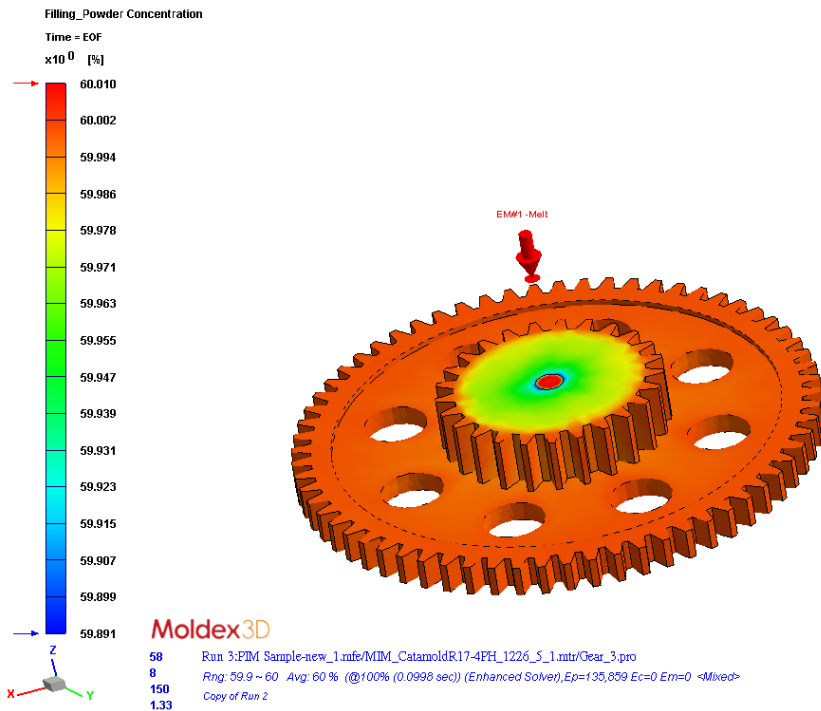 Filling_Powder Concentration
Time = EOF
x10 0 [%]
60.010
60.002
59.994
59.986
59.978
59.971
59.963
59.955
59.947
59.939
59.931
59.923
59.915
59.907
59.899
59.891
EM#1 -Melt
Z
X
Y
Moldex3D
58
8
150
1.33
Run 3:PIM Sample-new_1.mfe/MIM_CatamoldR17-4PH_1226_5_1.mtr/Gear_3.pro
Rng: 59.9 ~ 60 Avg: 60 % (@100% (0.0998 sec)) (Enhanced Solver),Ep=135,859 Ec=0 Em=0 <Mixed>
Copy of Run 2